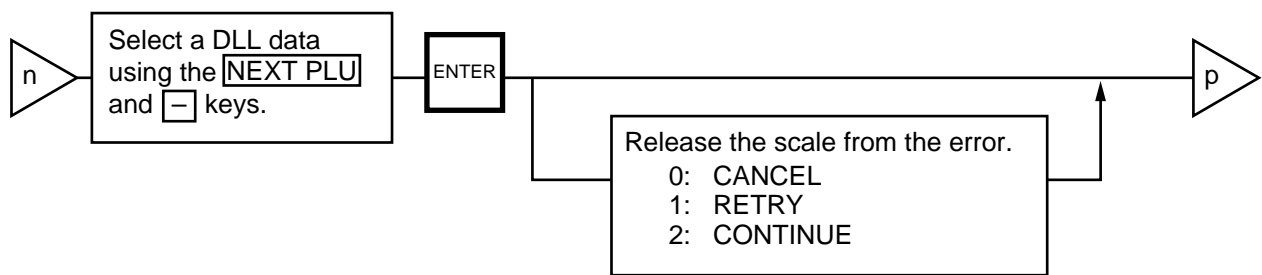 n
Select a DLL data
using the NEXT PLU
and – keys.
ENTER
p
Release the scale from the error.
0: CANCEL
1: RETRY
2: CONTINUE